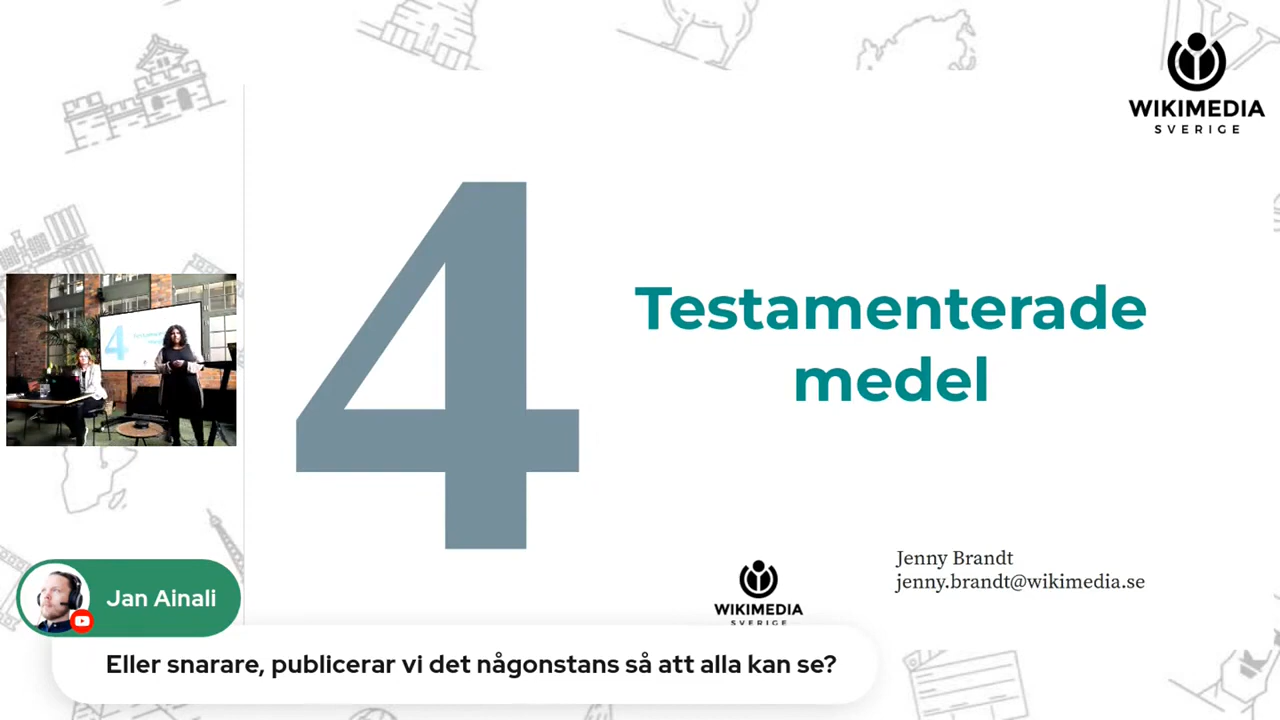 WIKIMEDIA
SVERIGE
4
Testamenterade
medel
Jenny Brandt
jenny.brandt@wikimedia.se
WIKIMEDIA
SVERIGE
Jan Ainali
Eller snarare, publicerar vi det någonstans så att alla kan se?